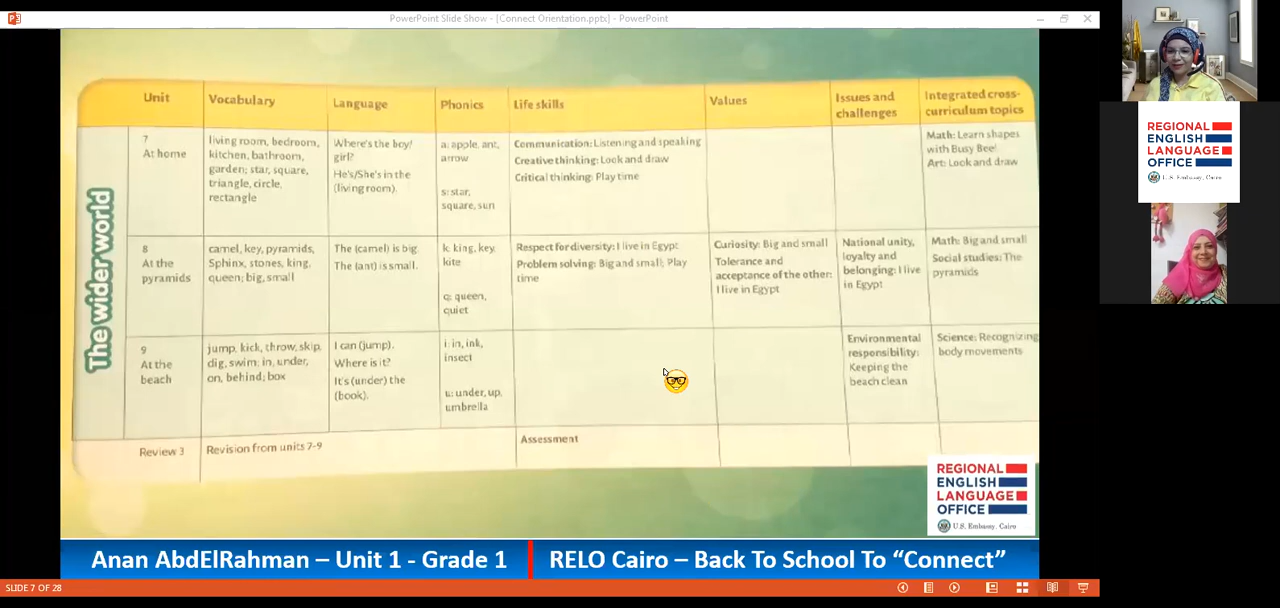 PowerPoint Slide Show - [Connect Orientation.pptx] - PowerPoint
Unit
Vocabulary
Language
Phonics
Life skills
Values
Issues and
challenges
Integrated cross-
curriculum topics
The wider world
7
At home
living room, bedroom,
kitchen, bathroom,
garden; star, square,
triangle, circle,
rectangle
Where's the boy/
girl?
He's/She's in the
(living room).
a: apple, ant,
arrow
s: star,
square, sun
Communication: Listening and speaking
Creative thinking: Look and draw
Critical thinking: Play time
Math: Learn shapes
with Busy Bee!
Art: Look and draw
8
At the
pyramids
camel, key, pyramids,
Sphinx, stones, king,
queen; big, small
The (camel) is big.
The (ant) is small.
k: king, key,
kite
q: queen,
quiet
Respect for diversity: I live in Egypt
Problem solving: Big and small; Play
time
Curiosity: Big and small
Tolerance and
acceptance of the other:
I live in Egypt
National unity,
loyalty and
belonging: I live
in Egypt
Math: Big and small
Social studies: The
pyramids
9
At the
beach
jump, kick, throw, skip,
dig, swim; in, under,
on, behind; box
I can (jump).
Where is it?
It's (under) the
(book).
i: in, ink,
insect
u: under, up,
umbrella
Environmental
responsibility:
Keeping the
beach clean
Science: Recognizing
body movements
Review 3
Revision from units 7-9
Assessment
REGIONAL
ENGLISH
LANGUAGE
OFFICE
U.S. Embassy, Cairo
Anan AbdElRahman – Unit 1 - Grade 1
RELO Cairo – Back To School To “Connect”
SLIDE 7 OF 28
REGIONAL
ENGLISH
LANGUAGE
OFFICE
U.S. Embassy, Cairo